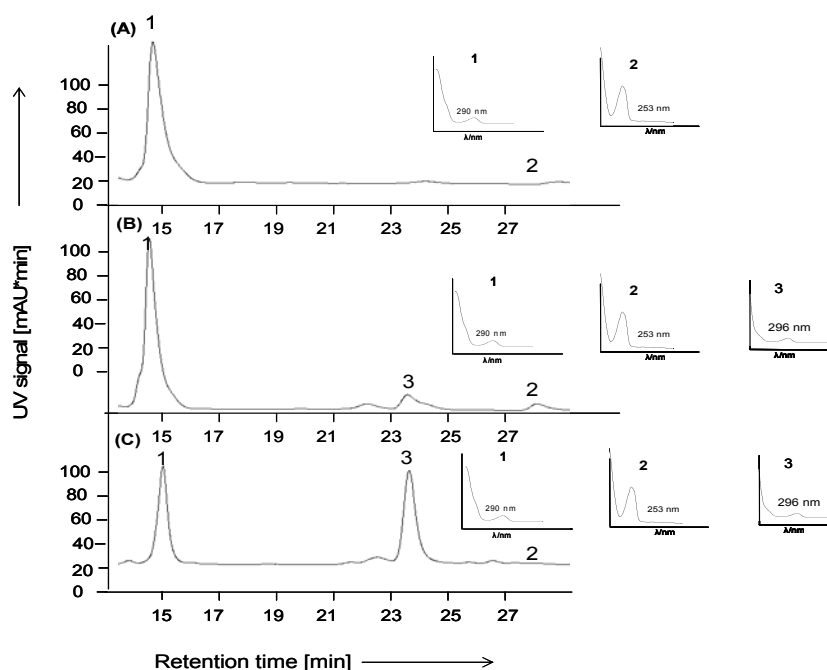 (A)
1
100
80
60
40
20
0
2
15 17 19 21 23 25 27
1
290 nm
λ/nm
2
253 nm
λ/nm
(B)
1
100
80
60
40
20
0
3
2
15 17 19 21 23 25 27
1
290 nm
λ/nm
2
253 nm
λ/nm
3
296 nm
(C)
1
3
100
80
60
40
20
0
2
15 17 19 21 23 25 27
1
290 nm
λ/nm
2
253 nm
λ/nm
3
296 nm
λ/nm
UV signal [mAU*min]
Retention time [min]